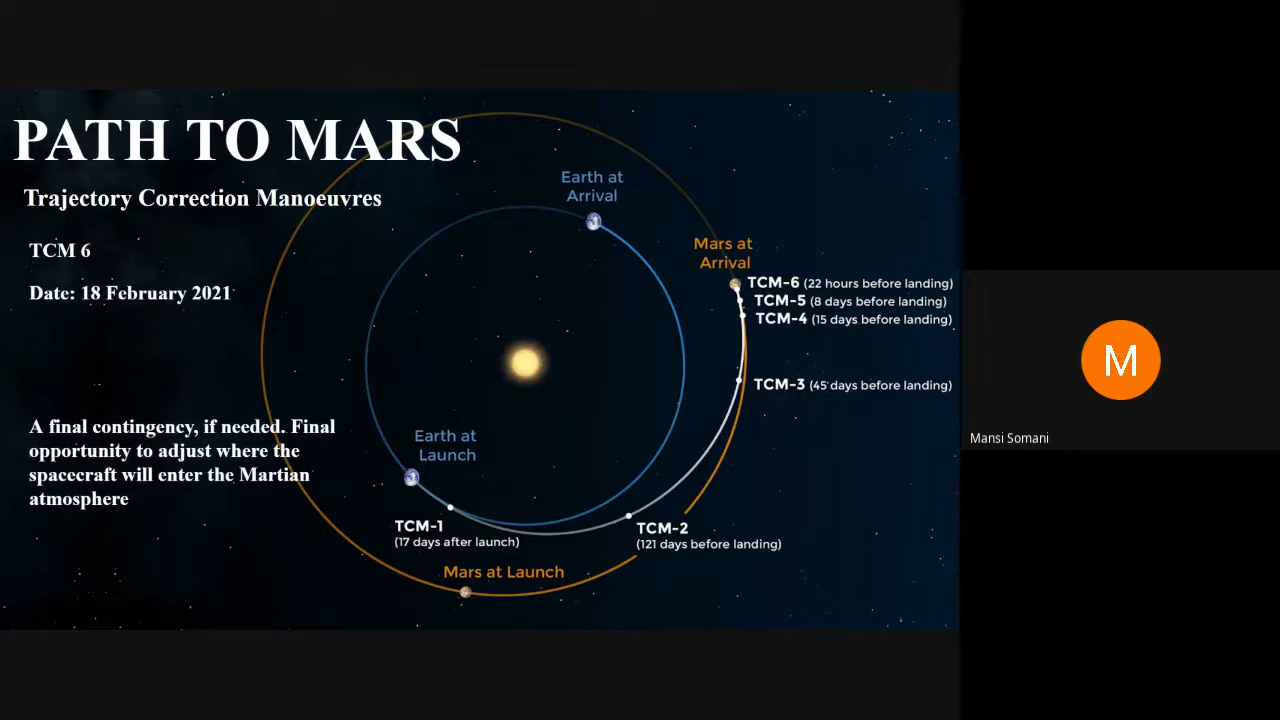 PATH TO MARS
Trajectory Correction Manoeuvres
TCM 6
Date: 18 February 2021
A final contingency, if needed. Final
opportunity to adjust where the
spacecraft will enter the Martian
atmosphere
Earth at
Arrival
Mars at
Arrival
TCM-6 (22 hours before landing)
TCM-5 (8 days before landing)
TCM-4 (15 days before landing)
TCM-3 (45 days before landing)
Earth at
Launch
TCM-1
(17 days after launch)
TCM-2
(121 days before landing)
Mars at Launch
M
Mansi Somani